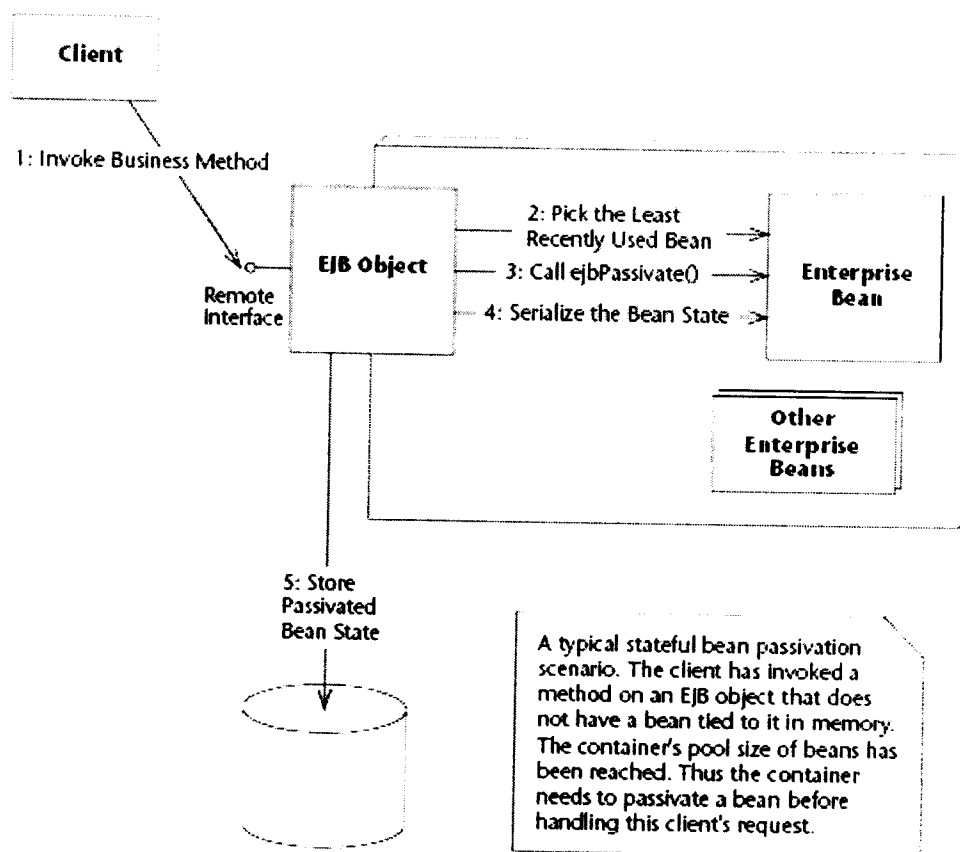 Client
1: Invoke Business Method
EJB Object
Remote
Interface
2: Pick the Least
Recently Used Bean
3: Call ejbPassivate()
4: Serialize the Bean State
Enterprise
Bean
Other
Enterprise
Beans
5: Store
Passivated
Bean State
A typical stateful bean passivation
scenario. The client has invoked a
method on an EJB object that does
not have a bean tied to it in memory.
The container's pool size of beans has
been reached. Thus the container
needs to passivate a bean before
handling this client's request.